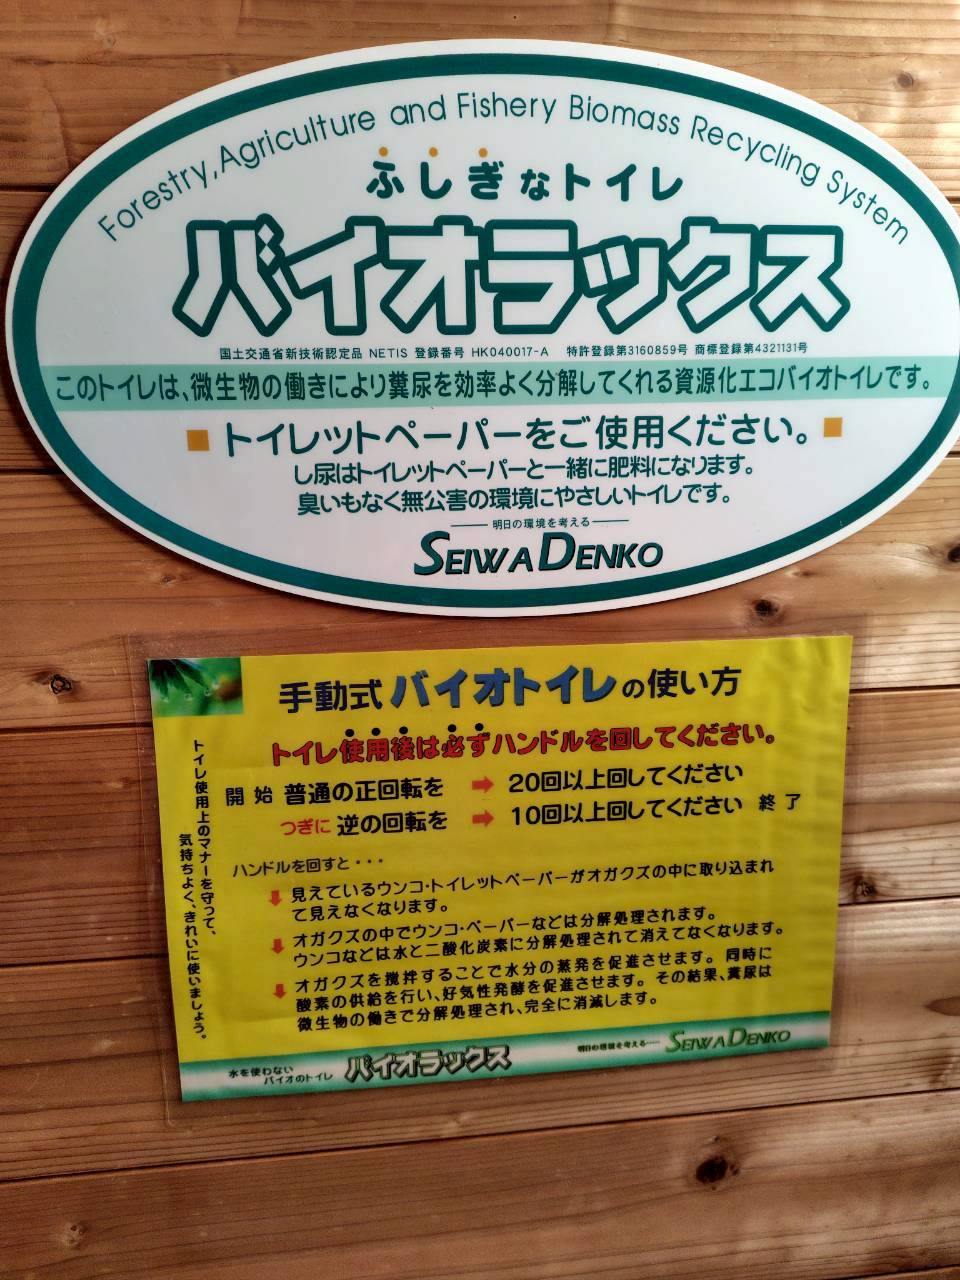 Forestry,Agriculture and Fishery Biomass Recycling System
ふしぎなトイレ
バイオラックス
国土交通省新技術認定品 NETIS 登録番号 HK040017-A 特許登録第3160859号 商標登録第4321131号
このトイレは、微生物の働きにより糞尿を効率よく分解してくれる資源化エコバイオトイレです。
■トイレットペーパーをご使用ください。■
し尿はトイレットペーパーと一緒に肥料になります。
臭いもなく無公害の環境にやさしいトイレです。
明日の環境を考える
SEIWA DENKO
手動式バイオトイレの使い方
トイレ使用後は必ずハンドルを回してください。
開始 普通の正回転を ➡ 20回以上回してください
つぎに 逆の回転を ➡ 10回以上回してください 終了
トイレ使用上のマナーを守って、
気持ちよく、きれいに使いましょう。
ハンドルを回すと・・・
⬇ 見えているウンコ・トイレットペーパーがオガクズの中に取り込まれ
て見えなくなります。
⬇ オガクズの中でウンコ・ペーパーなどは分解処理されます。
ウンコなどは水と二酸化炭素に分解処理されて消えてなくなります。
⬇ オガクズを撹拌することで水分の蒸発を促進させます。同時に
酸素の供給を行い、好気性発酵を促進させます。その結果、糞尿は
微生物の働きで分解処理され、完全に消滅します。
水を使わない
バイオのトイレ
バイオラックス
明日の環境を考える‥‥
SEIWA DENKO